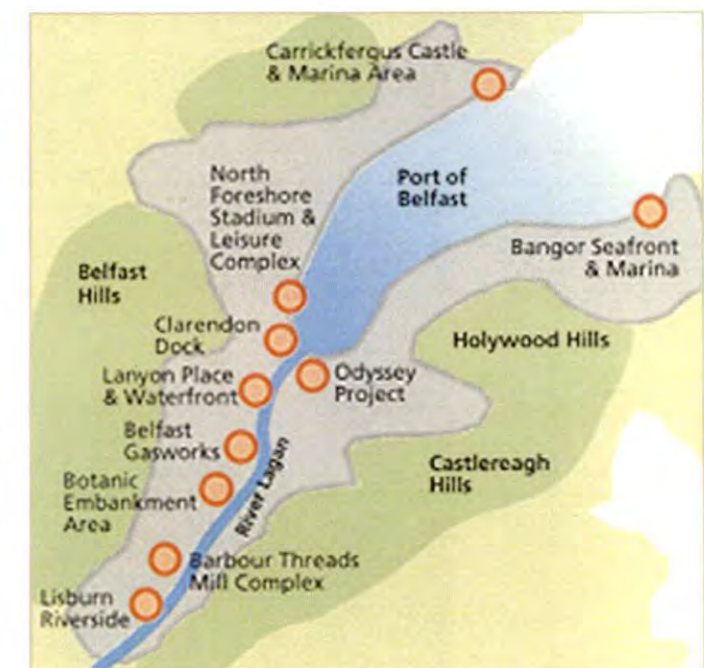 Carrickfergus Castle
& Marina Area
North
Foreshore
Stadium &
Leisure
Complex
Port of
Belfast
Bangor Seafront
& Marina
Belfast
Hills
Clarendon
Dock
Holywood Hills
Lanyon Place
& Waterfront
Odyssey
Project
Belfast
Gasworks
River Lagan
Castlereagh
Hills
Botanic
Embankment
Area
Barbour Threads
Mill Complex
Lisburn
Riverside